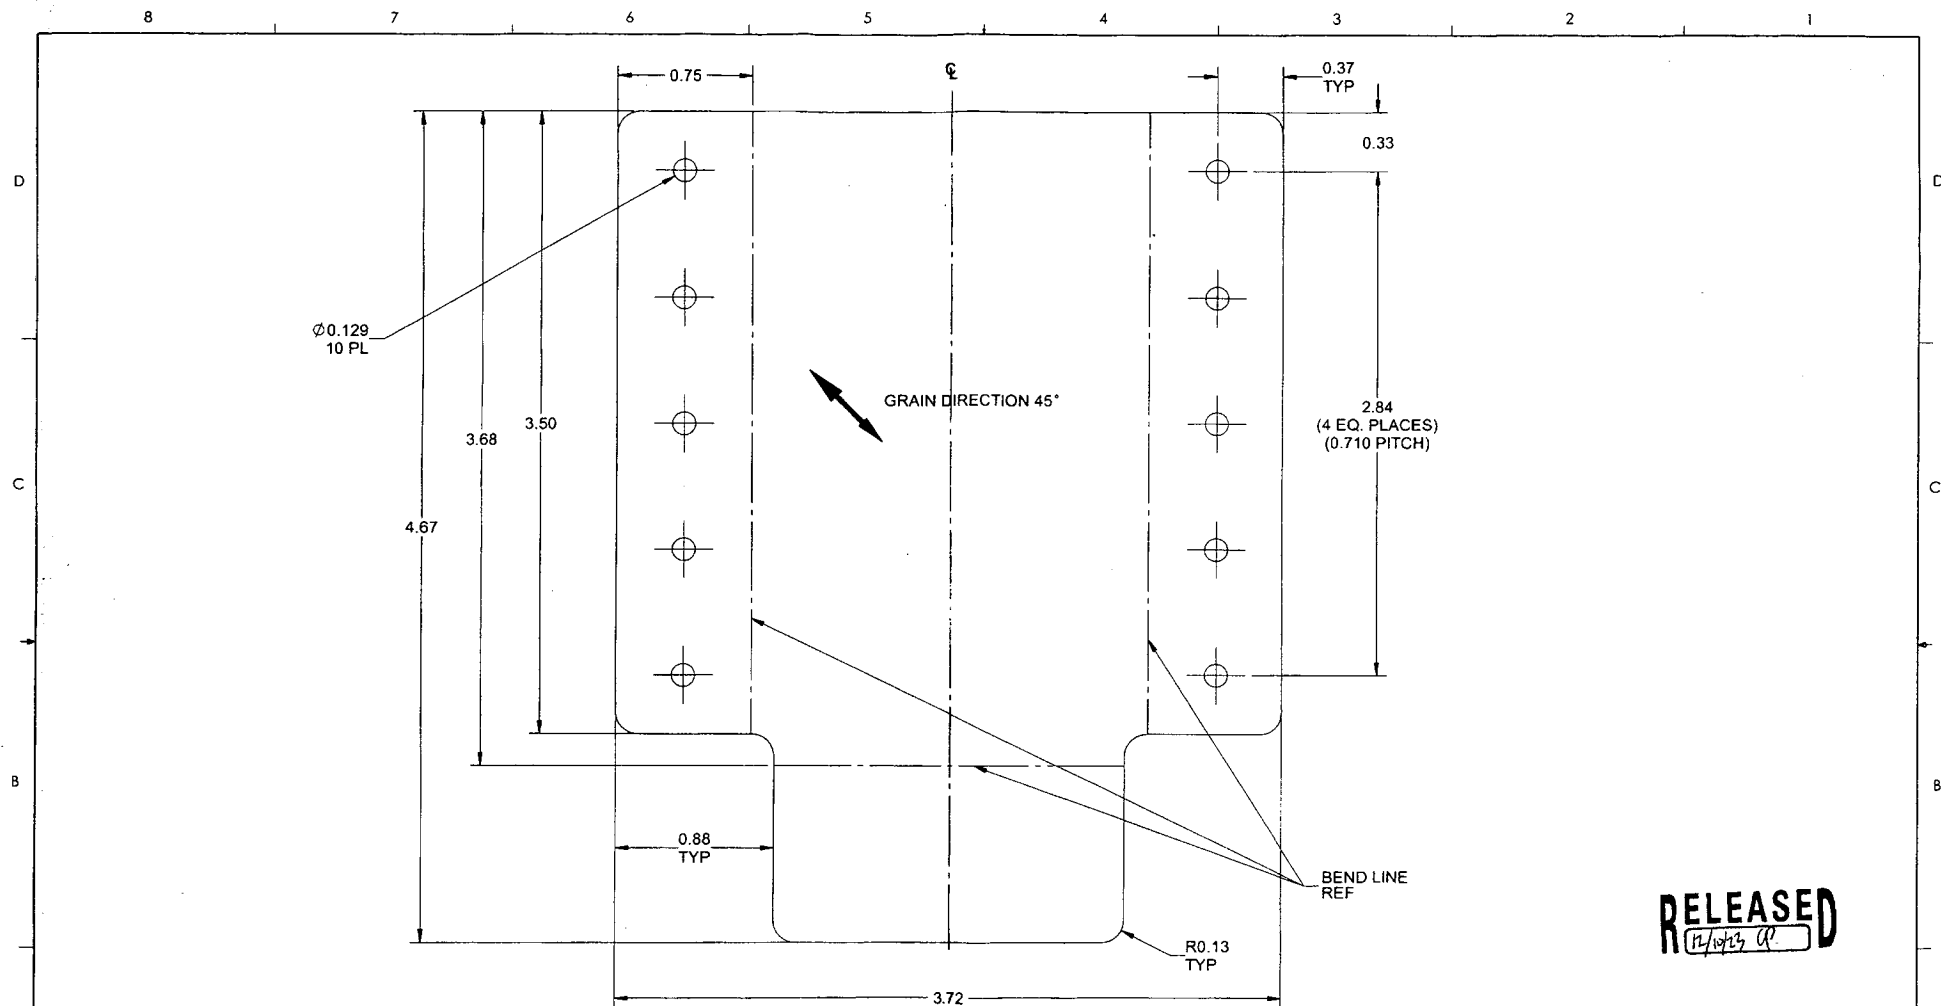 8 7 6 5 4 3 2 1
0.75
℄
0.37
TYP
0.33
D
D
Ø0.129
10 PL
GRAIN DIRECTION 45°
2.84
(4 EQ. PLACES)
(0.710 PITCH)
3.50
3.68
C
C
4.67
B
B
0.88
TYP
BEND LINE
REF
R0.13
TYP
3.72
RELEASED